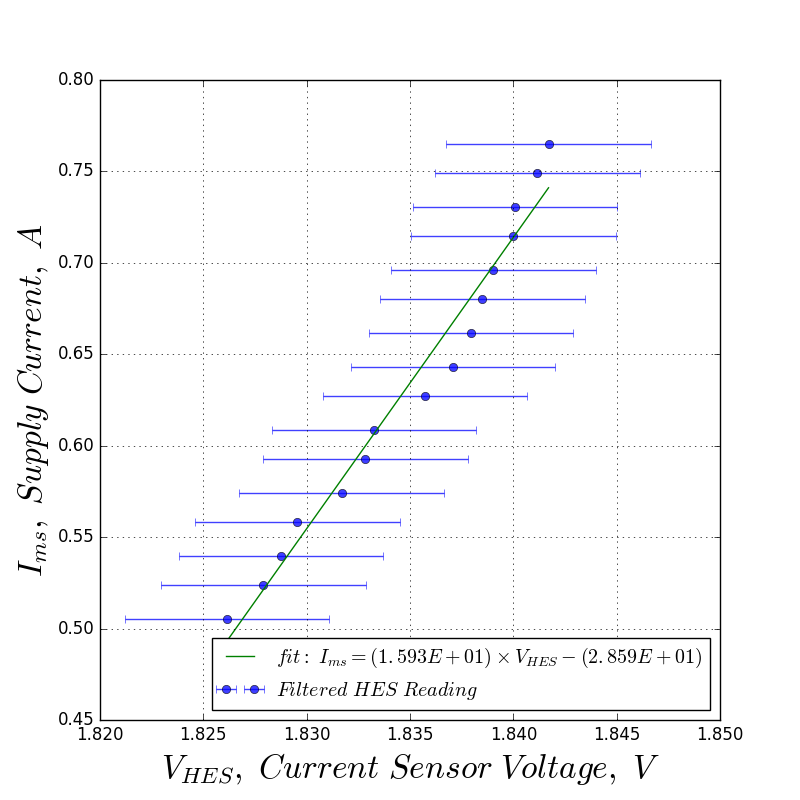 0.80
0.75
0.70
0.65
0.60
0.55
0.50
0.45
I_ms, Supply Current, A
fit: I_ms = (1.593E+01) × V_HES − (2.859E+01)
Filtered HES Reading
1.820 1.825 1.830 1.835 1.840 1.845 1.850
V_HES, Current Sensor Voltage, V